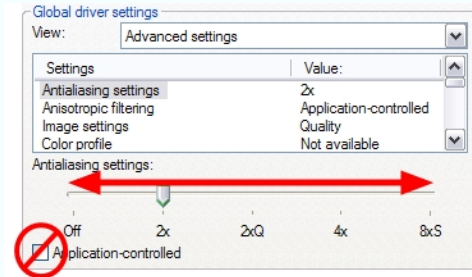 Global driver settings
View: Advanced settings
Settings Value:
Antialiasing settings 2x
Anisotropic filtering Application-controlled
Image settings Quality
Color profile Not available
Antialiasing settings:
Off 2x 2xQ 4x 8xS
Application-controlled